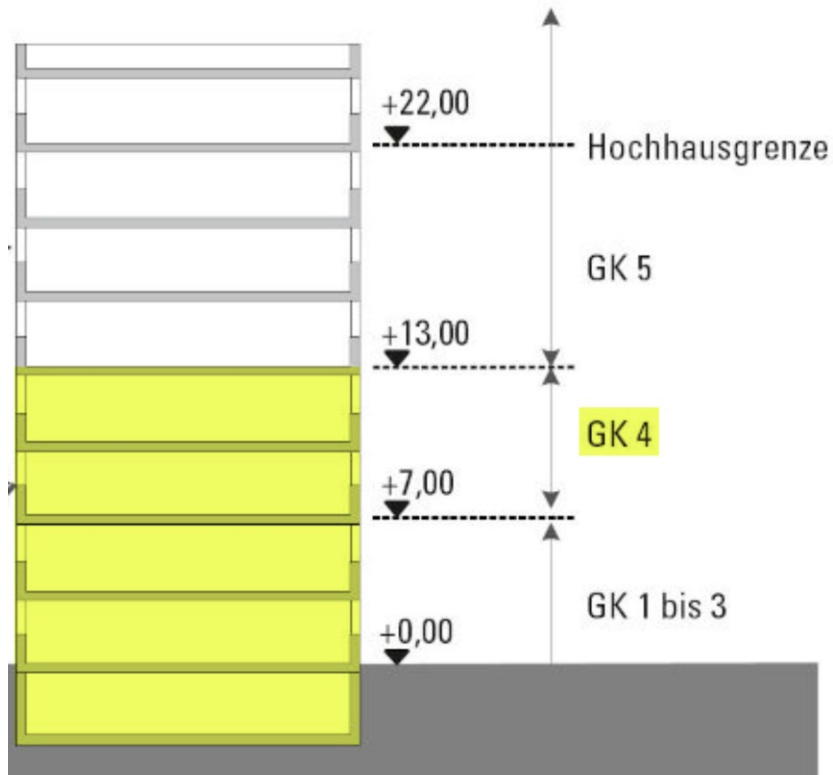 +22,00
Hochhausgrenze
GK 5
+13,00
GK 4
+7,00
GK 1 bis 3
+0,00